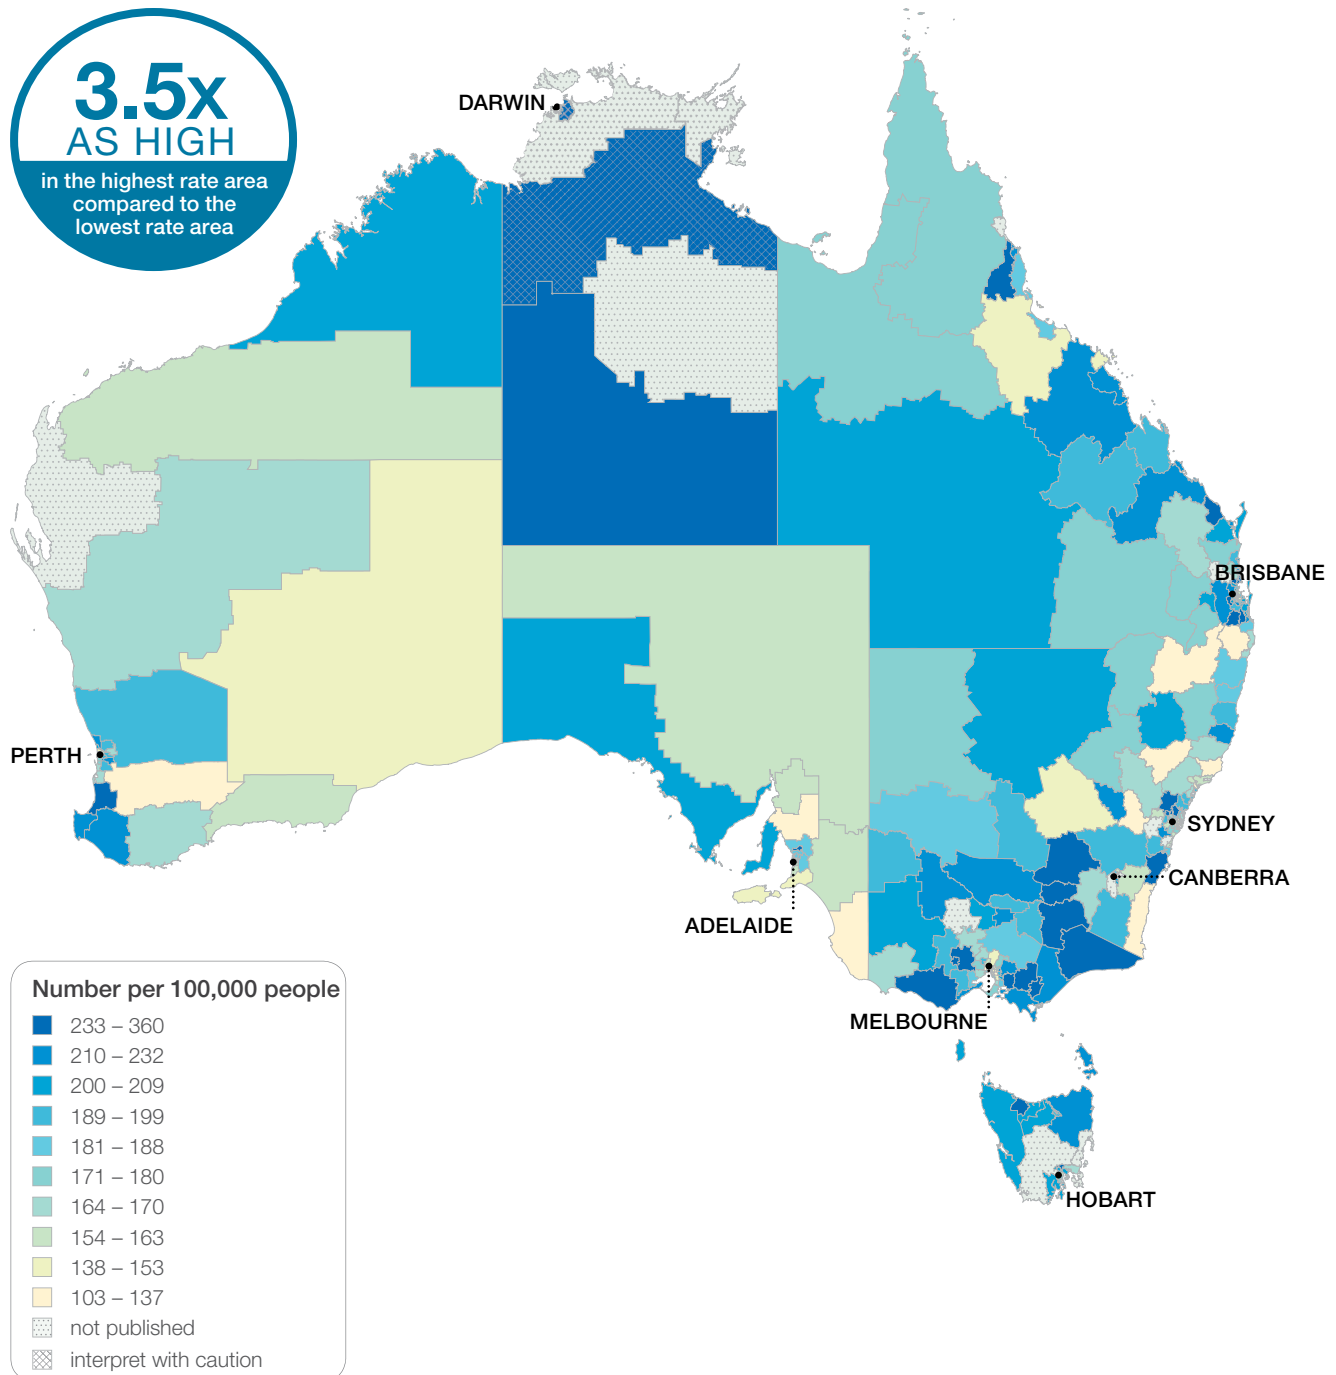 3.5x
AS HIGH
in the highest rate area
compared to the
lowest rate area
DARWIN
BRISBANE
PERTH
SYDNEY
CANBERRA
ADELAIDE
MELBOURNE
HOBART
Number per 100,000 people
233 – 360
210 – 232
200 – 209
189 – 199
181 – 188
171 – 180
164 – 170
154 – 163
138 – 153
103 – 137
not published
interpret with caution